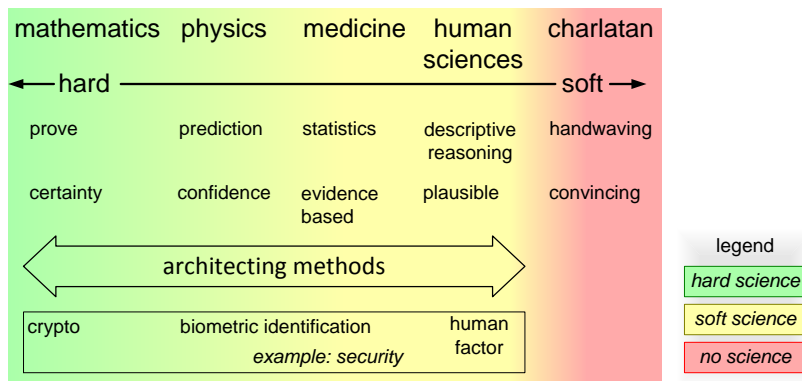 mathematics physics medicine human sciences charlatan
hard soft
prove prediction statistics descriptive reasoning handwaving
certainty confidence evidence based plausible convincing
architecting methods
crypto biometric identification human factor
example: security
legend
hard science
soft science
no science